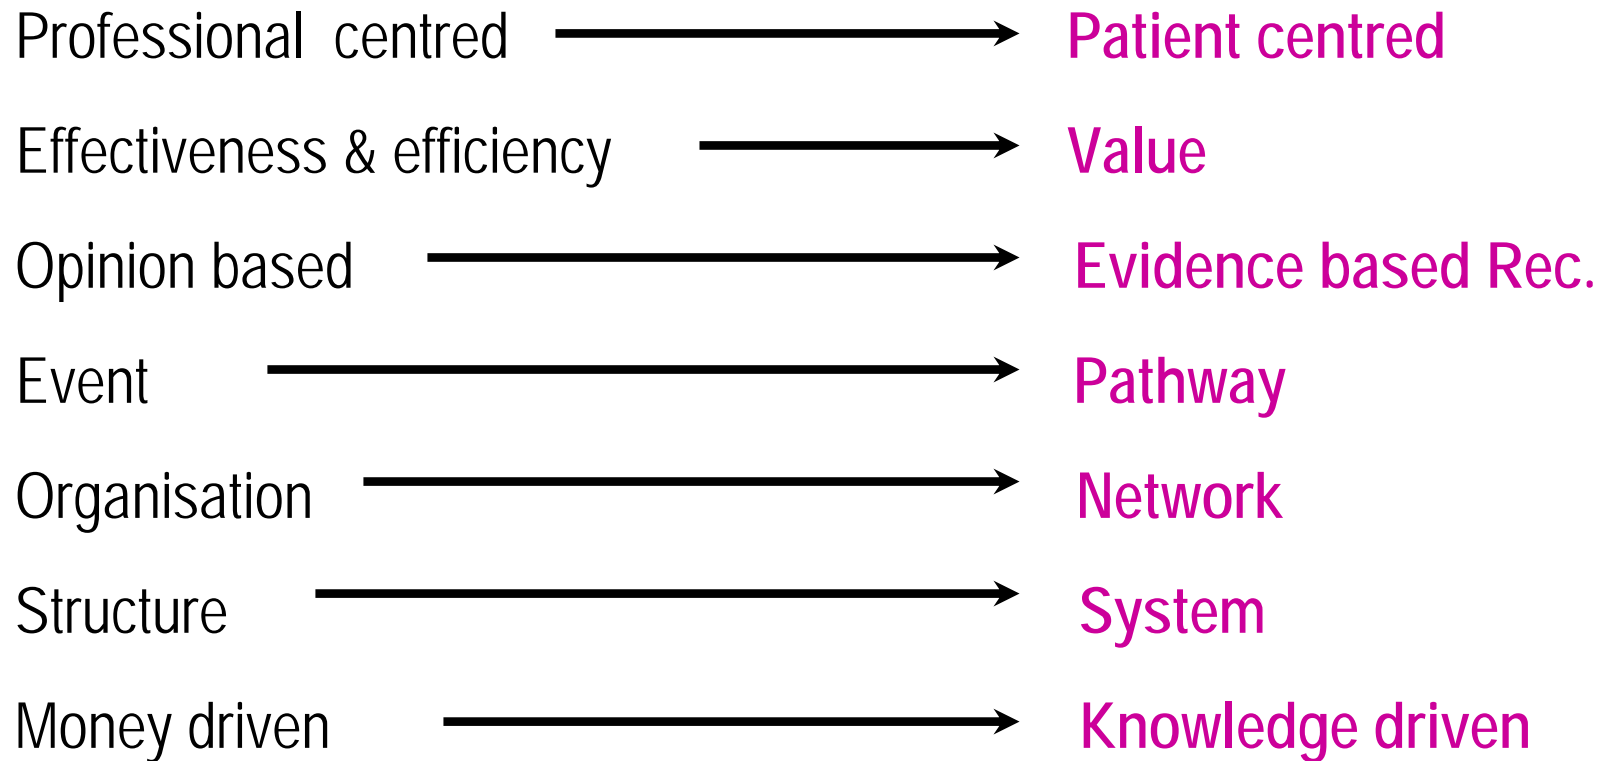 Professional centred → Patient centred
Effectiveness & efficiency → Value
Opinion based → Evidence based Rec.
Event → Pathway
Organisation → Network
Structure → System
Money driven → Knowledge driven